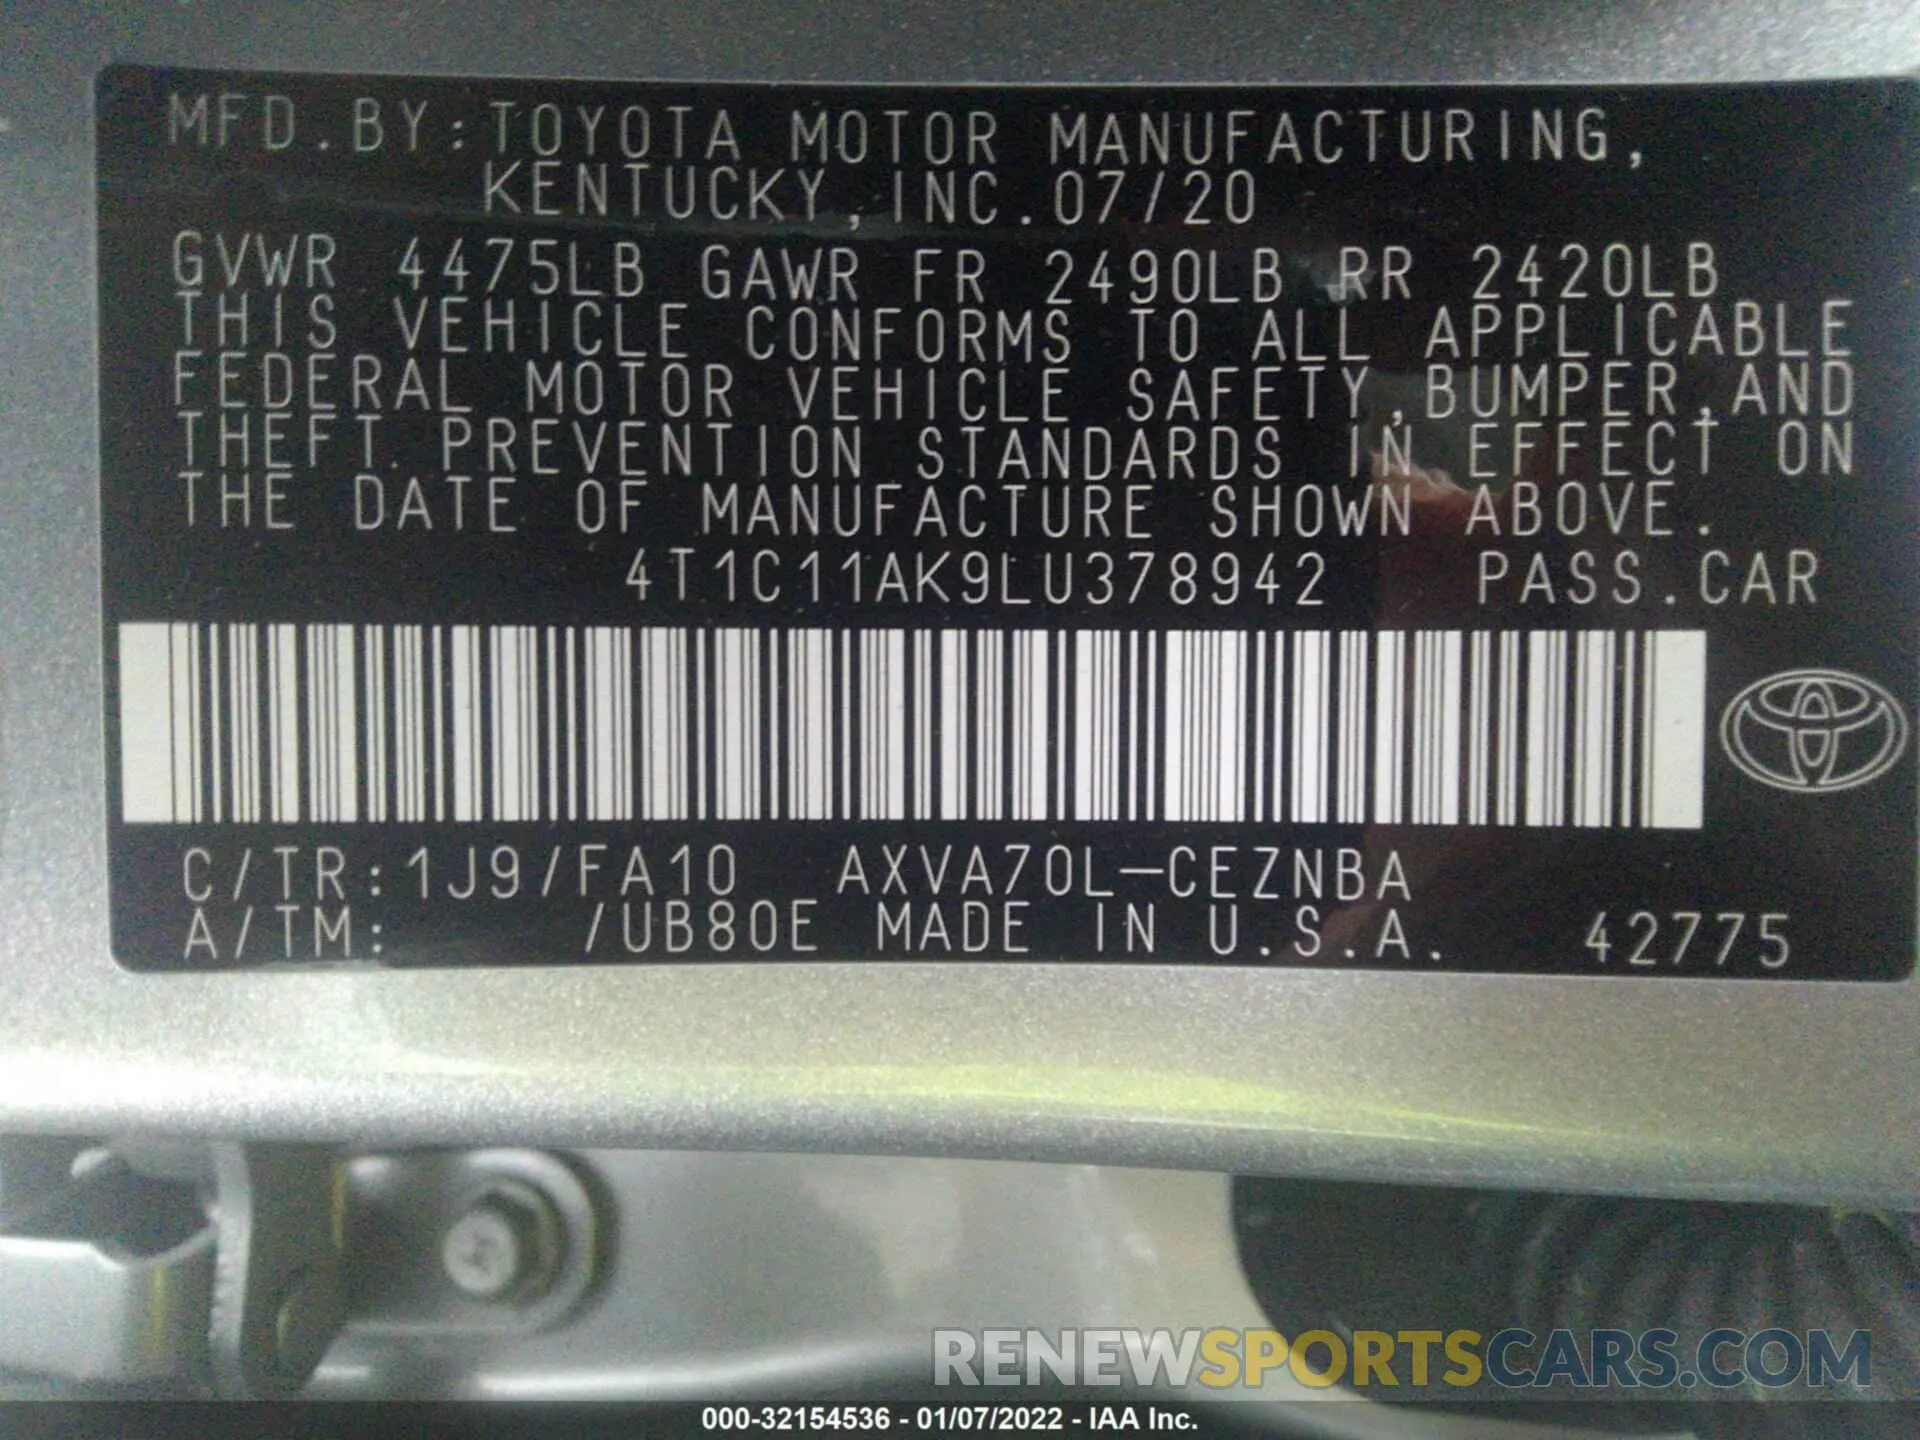 MFD.BY:TOYOTA MOTOR MANUFACTURING,
KENTUCKY,INC.07/20
GVWR 4475LB GAWR FR 2490LB RR 2420LB
THIS VEHICLE CONFORMS TO ALL APPLICABLE
FEDERAL MOTOR VEHICLE SAFETY,BUMPER,AND
THEFT PREVENTION STANDARDS IN EFFECT ON
THE DATE OF MANUFACTURE SHOWN ABOVE.
4T1C11AK9LU378942 PASS.CAR
C/TR:1J9/FA10 AXVA70L-CEZNBA
A/TM: /UB80E MADE IN U.S.A. 42775
RENEWSPORTSCARS.COM
000-32154536 - 01/07/2022 - IAA Inc.